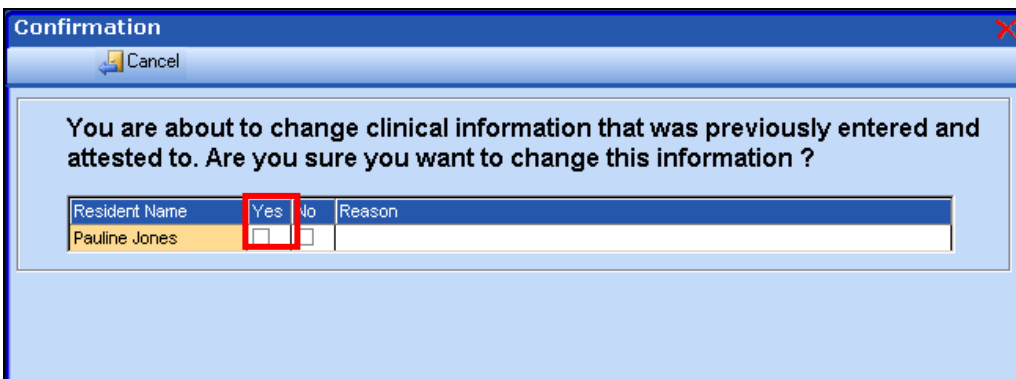 Confirmation
Cancel
You are about to change clinical information that was previously entered and
attested to. Are you sure you want to change this information ?
Resident Name Yes No Reason
Pauline Jones